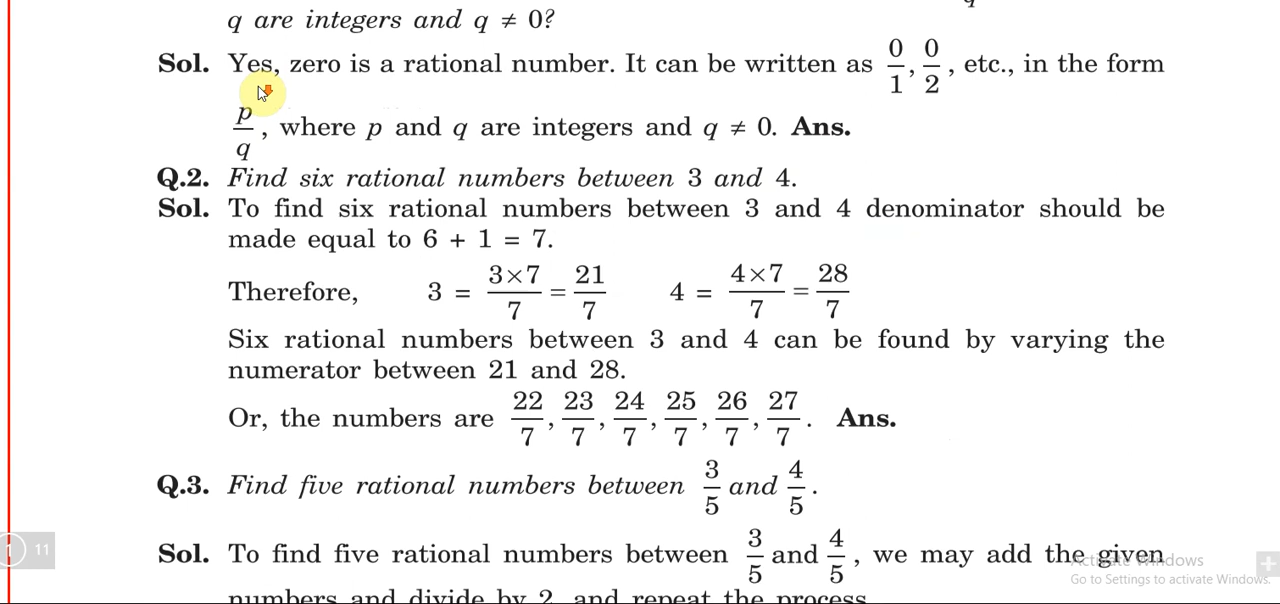 q are integers and q ≠ 0?
Sol. Yes, zero is a rational number. It can be written as 0/1, 0/2, etc., in the form
p/q, where p and q are integers and q ≠ 0. Ans.
Q.2. Find six rational numbers between 3 and 4.
Sol. To find six rational numbers between 3 and 4 denominator should be
made equal to 6 + 1 = 7.
Therefore, 3 = 3×7/7 = 21/7 4 = 4×7/7 = 28/7
Six rational numbers between 3 and 4 can be found by varying the
numerator between 21 and 28.
Or, the numbers are 22/7, 23/7, 24/7, 25/7, 26/7, 27/7. Ans.
Q.3. Find five rational numbers between 3/5 and 4/5.
Sol. To find five rational numbers between 3/5 and 4/5, we may add the given
numbers and divide by 2, and repeat the process
1 11
Activate Windows
Go to Settings to activate Windows.